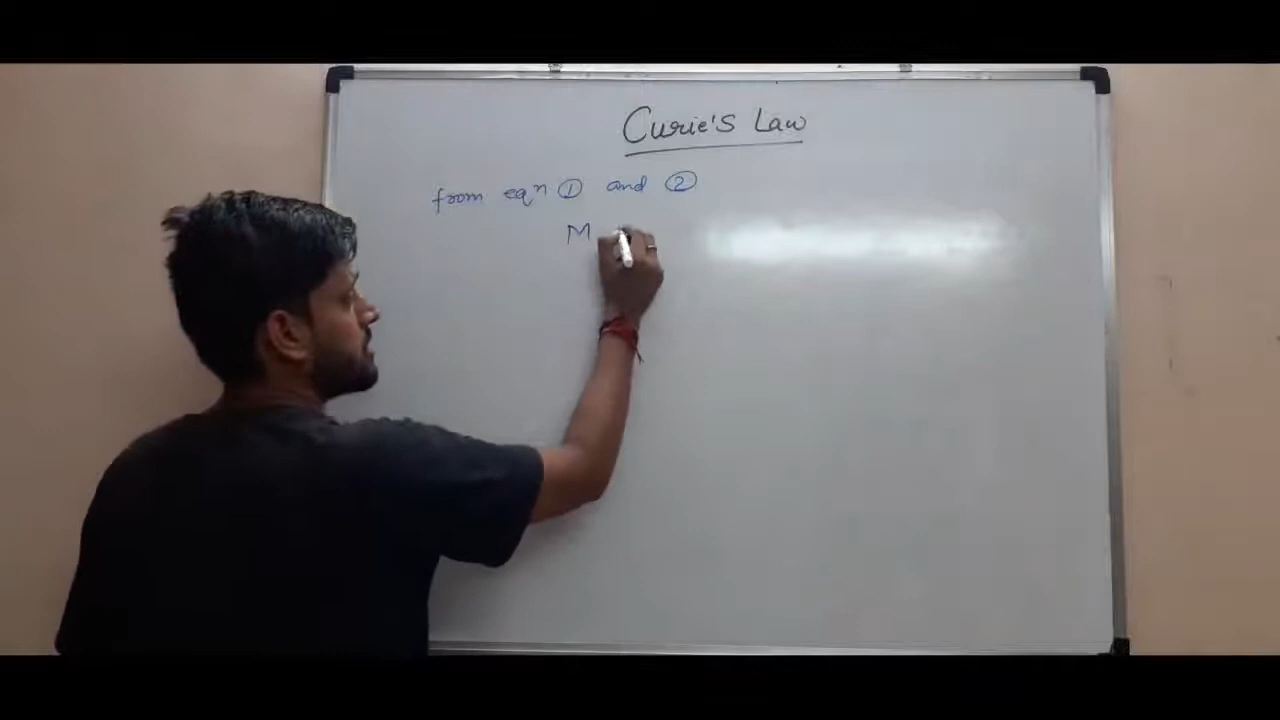 Curie's Law
from eqn ① and ②
M